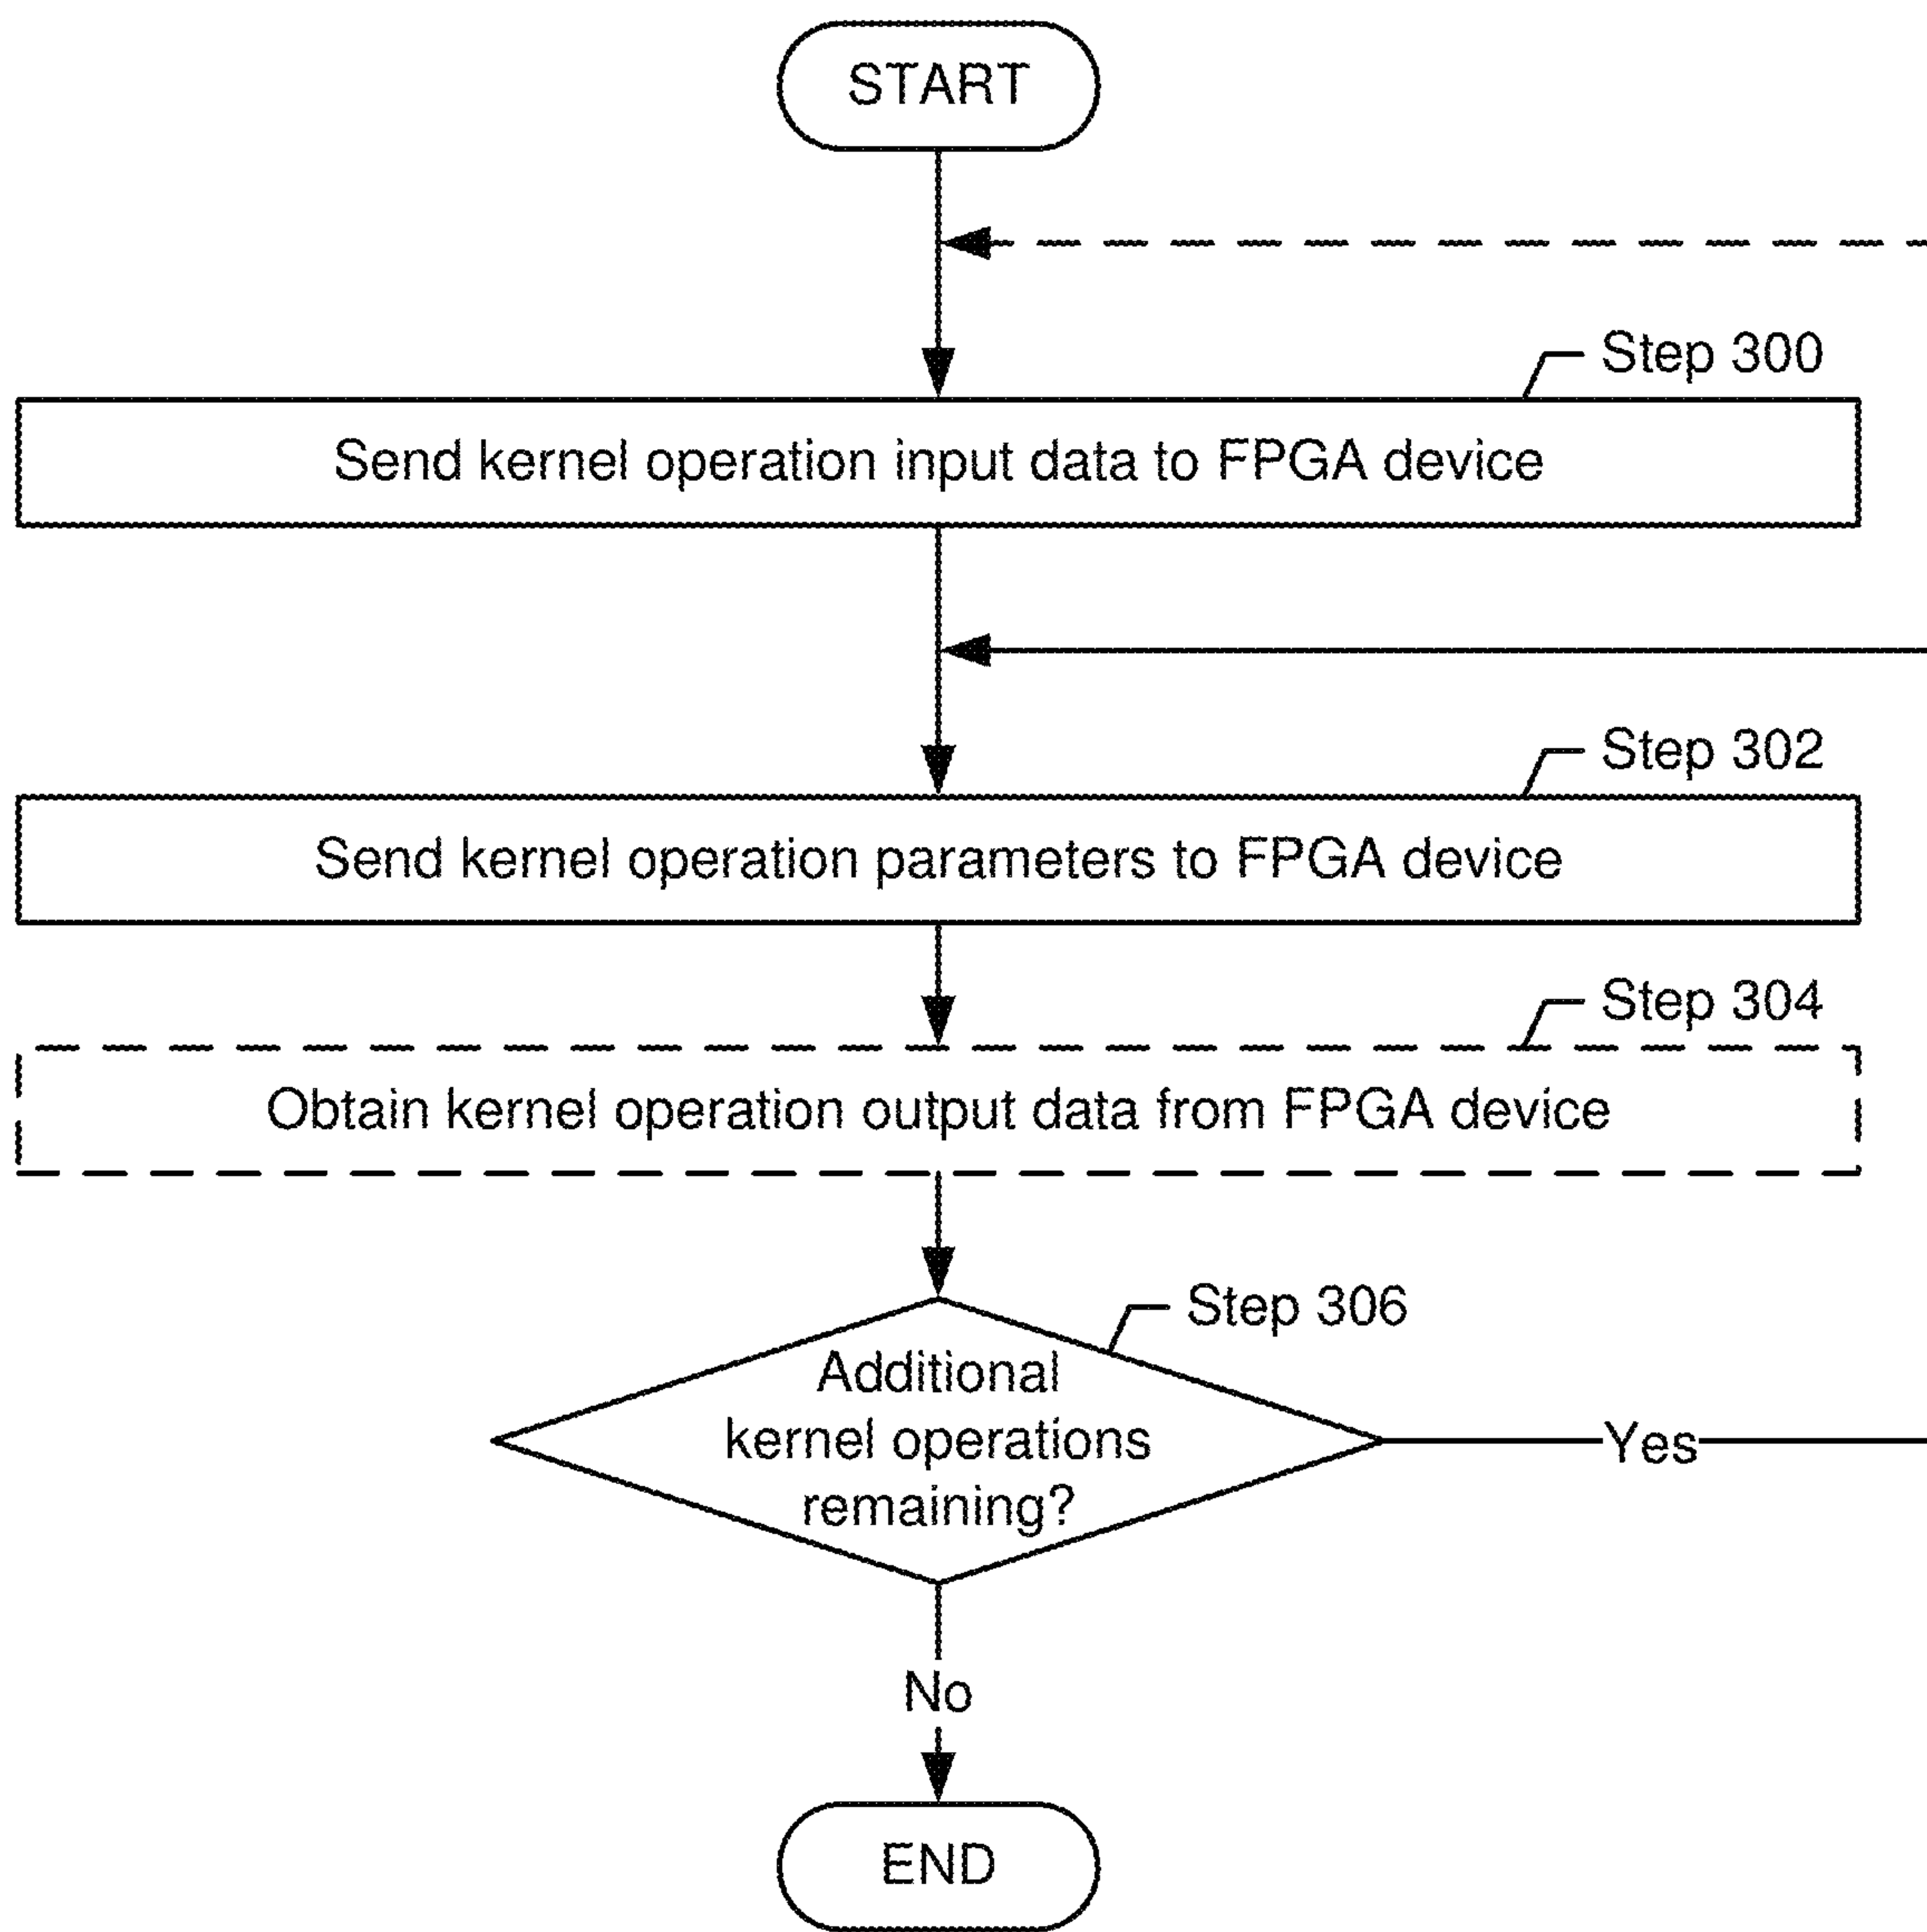 START
Step 300
Send kernel operation input data to FPGA device
Step 302
Send kernel operation parameters to FPGA device
Step 304
Obtain kernel operation output data from FPGA device
Step 306
Additional
kernel operations
remaining?
Yes
No
END